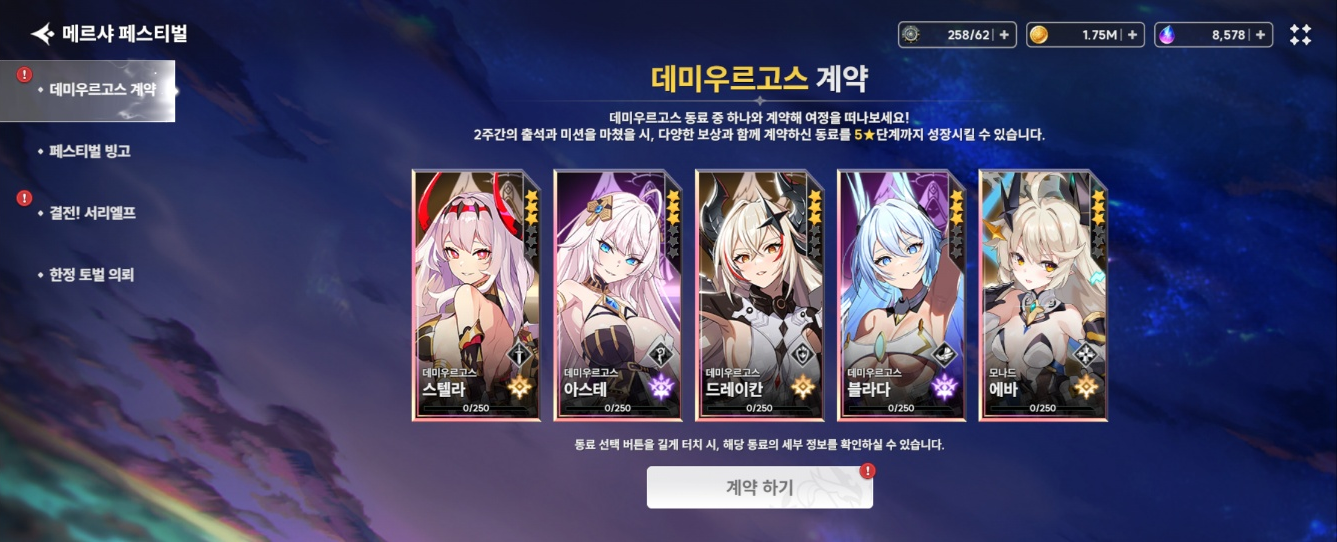 메르샤 페스티벌
258/62 | +
1.75M | +
8,578 | +
데미우르고스 계약
페스티벌 빙고
결전! 서리엘프
한정 토벌 의뢰
데미우르고스 계약
데미우르고스 동료 중 하나와 계약해 여정을 떠나보세요!
2주간의 출석과 미션을 마쳤을 시, 다양한 보상과 함께 계약하신 동료를 5★단계까지 성장시킬 수 있습니다.
데미우르고스
스텔라
0/250
데미우르고스
아스테
0/250
데미우르고스
드레이칸
0/250
데미우르고스
블라다
0/250
모나드
에바
0/250
동료 선택 버튼을 길게 터치 시, 해당 동료의 세부 정보를 확인하실 수 있습니다.
계약 하기